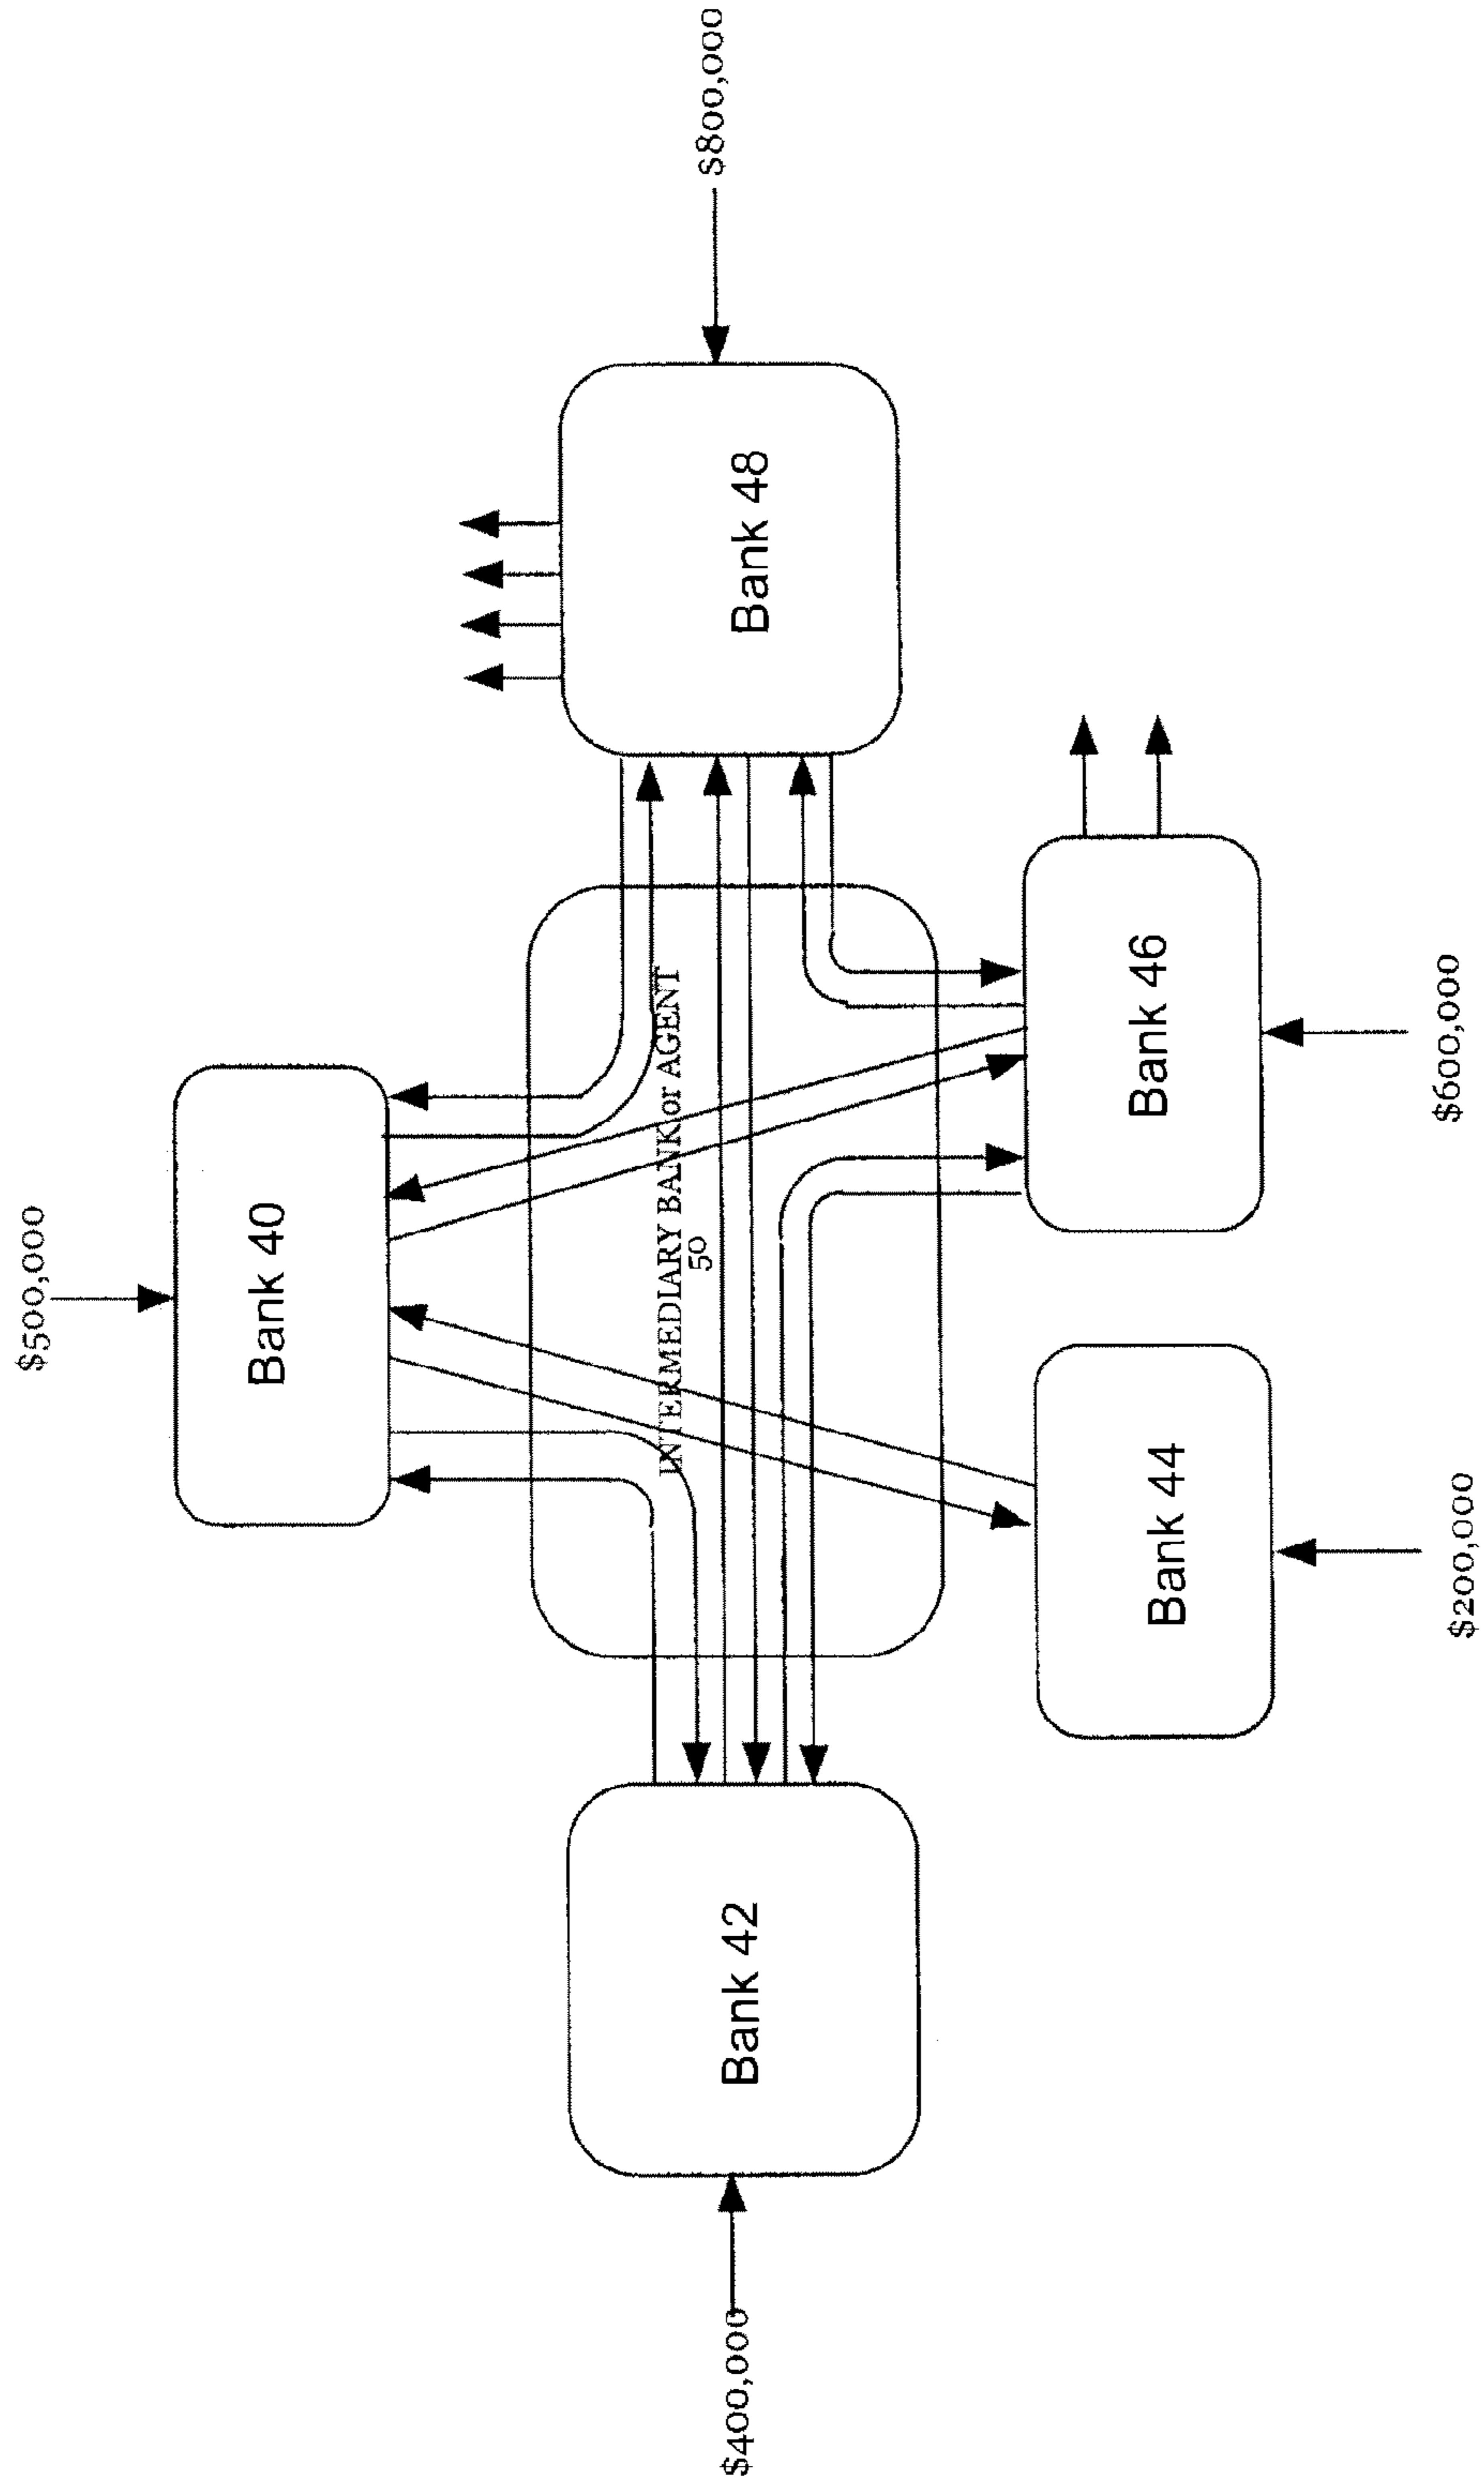 $500,000
Bank 40
$800,000
Bank 48
INTERMEDIARY BANK or AGENT
50
Bank 42
$400,000
Bank 44
Bank 46
$200,000
$600,000